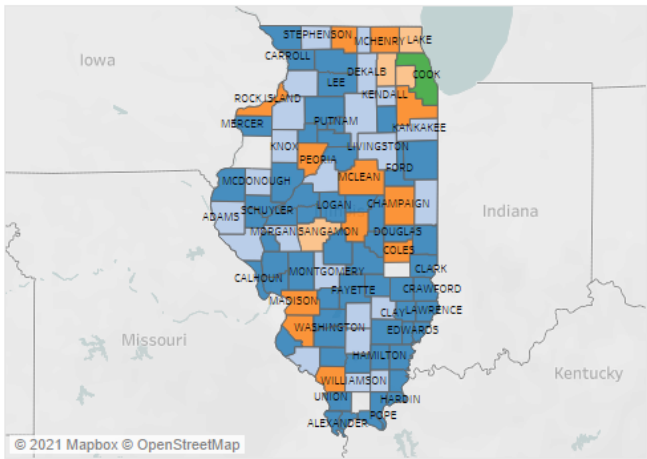 STEPHENSON
MCHENRY
LAKE
CARROLL
Iowa
DEKALB
COOK
LEE
KENDALL
ROCK ISLAND
MERCER
PUTNAM
KANKAKEE
KNOX
LIVINGSTON
PEORIA
FORD
MCLEAN
MCDONOUGH
LOGAN
CHAMPAIGN
ADAMS
SCHUYLER
Indiana
MORGAN
SANGAMON
DOUGLAS
COLES
CALHOUN
MONTGOMERY
CLARK
FAYETTE
CRAWFORD
MADISON
CLAY
LAWRENCE
WASHINGTON
EDWARDS
Missouri
HAMILTON
Kentucky
WILLIAMSON
UNION
HARDIN
POPE
ALEXANDER
© 2021 Mapbox © OpenStreetMap